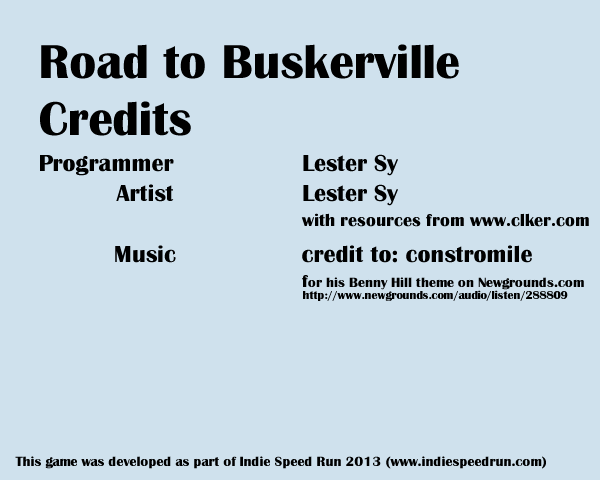 Road to Buskerville
Credits
Programmer Lester Sy
Artist Lester Sy
with resources from www.clker.com
Music credit to: constromile
for his Benny Hill theme on Newgrounds.com
http://www.newgrounds.com/audio/listen/288809
This game was developed as part of Indie Speed Run 2013 (www.indiespeedrun.com)